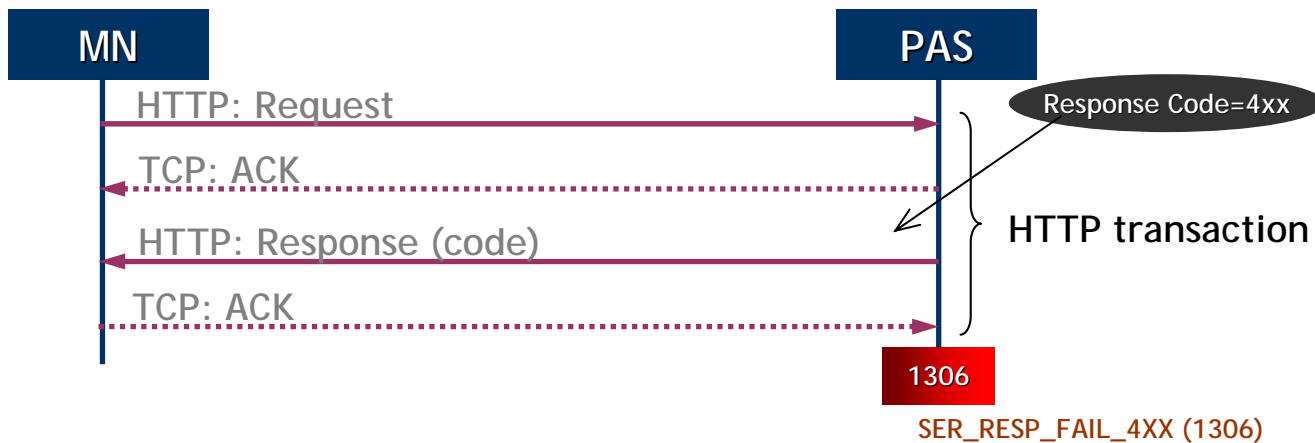 MN
PAS
HTTP: Request
Response Code=4xx
TCP: ACK
HTTP transaction
HTTP: Response (code)
TCP: ACK
1306
SER_RESP_FAIL_4XX (1306)